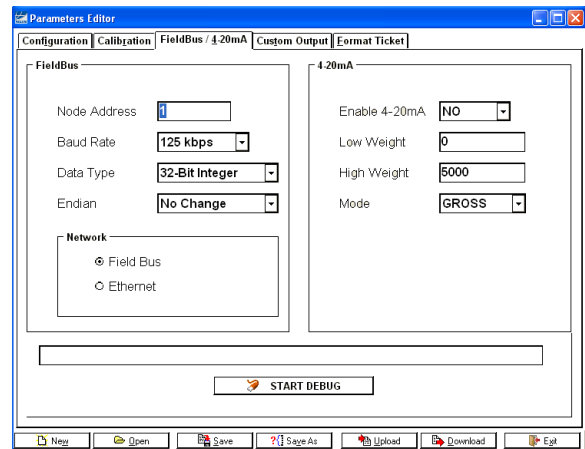 Parameters Editor
Configuration Calibration FieldBus / 4-20mA Custom Output Format Ticket
FieldBus
Node Address 1
Baud Rate 125 kbps
Data Type 32-Bit Integer
Endian No Change
Network
Field Bus
Ethernet
4-20mA
Enable 4-20mA NO
Low Weight 0
High Weight 5000
Mode GROSS
START DEBUG
New Open Save Save As Upload Download Exit